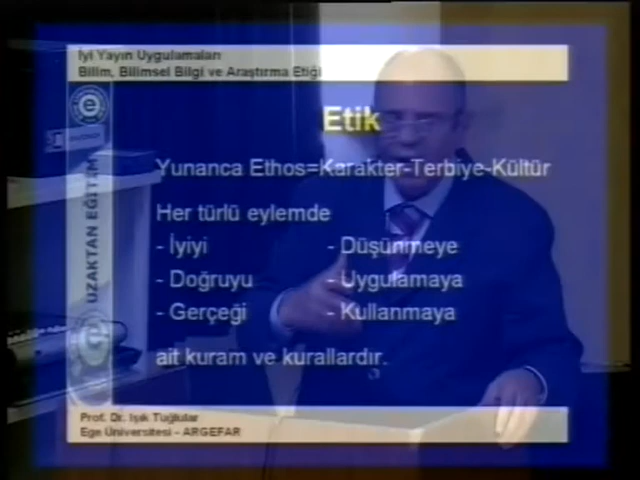 İyi Yayın Uygulamaları
Bilim, Bilimsel Bilgi ve Araştırma Etiği
Etik
Yunanca Ethos=Karakter-Terbiye-Kültür
Her türlü eylemde
- İyiyi - Düşünmeye
- Doğruyu - Uygulamaya
- Gerçeği - Kullanmaya
ait kuram ve kurallardır.
UZAKTAN EĞİTİM
Prof. Dr. Işık Tuğlular
Ege Üniversitesi - ARGEFAR